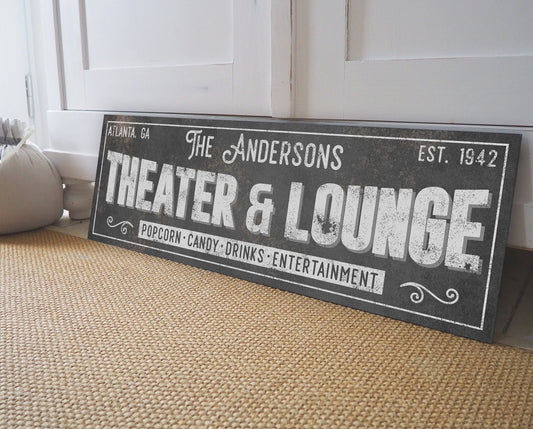 ATLANTA, GA
THE ANDERSONS
EST. 1942
THEATER & LOUNGE
POPCORN · CANDY · DRINKS · ENTERTAINMENT